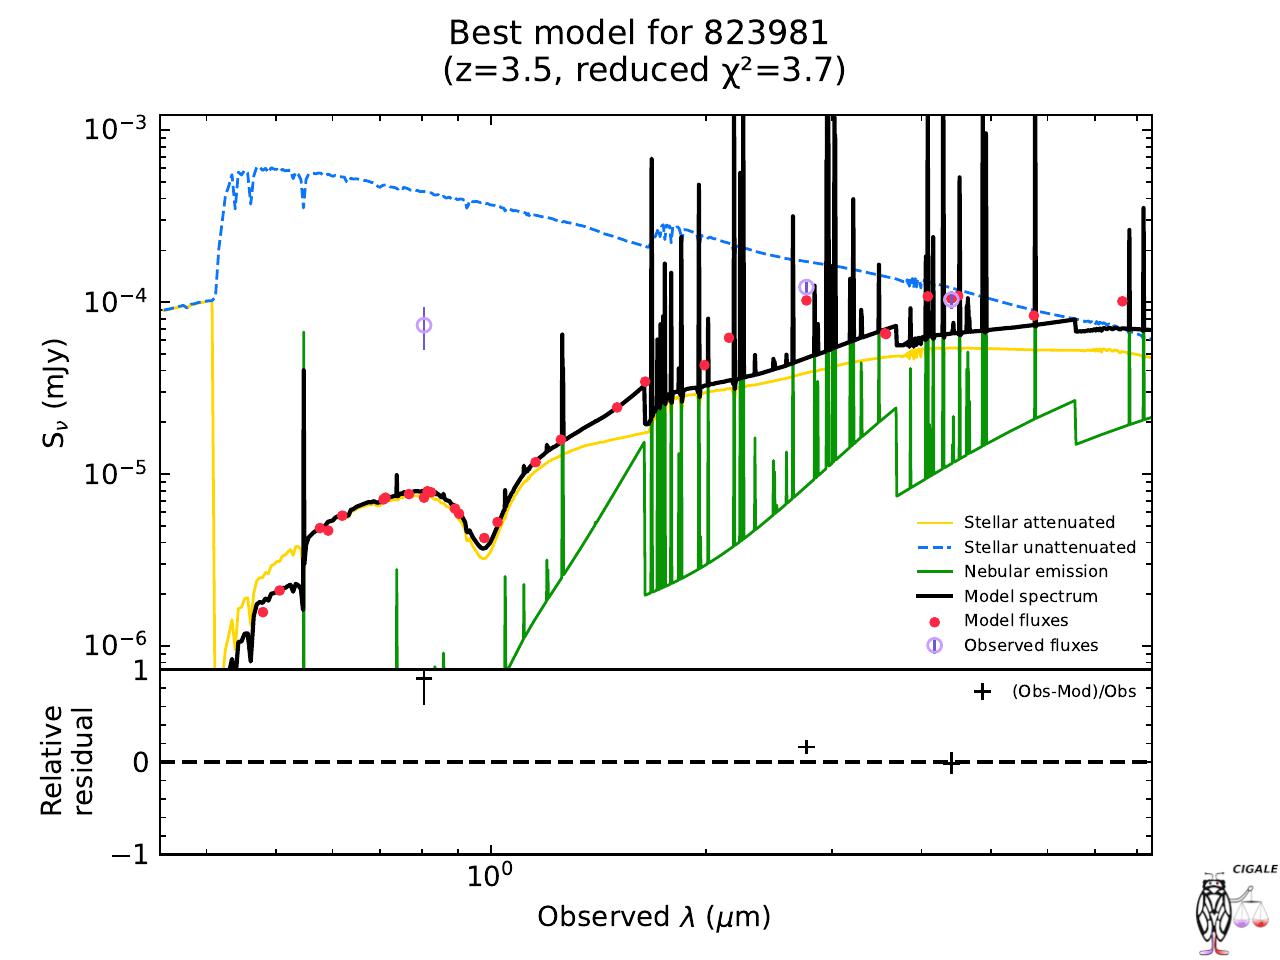 Best model for 823981
(z=3.5, reduced χ²=3.7)
10⁻³
10⁻⁴
10⁻⁵
10⁻⁶
Sᵥ (mJy)
Stellar attenuated
Stellar unattenuated
Nebular emission
Model spectrum
Model fluxes
Observed fluxes
1
0
−1
Relative
residual
(Obs-Mod)/Obs
10⁰
Observed λ (μm)
CIGALE